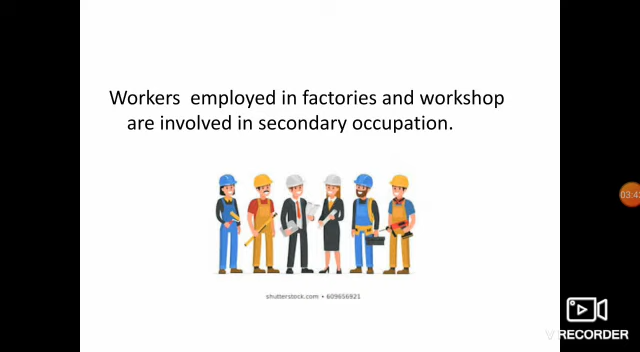 Workers employed in factories and workshop
are involved in secondary occupation.
shutterstock.com • 609656921
V RECORDER